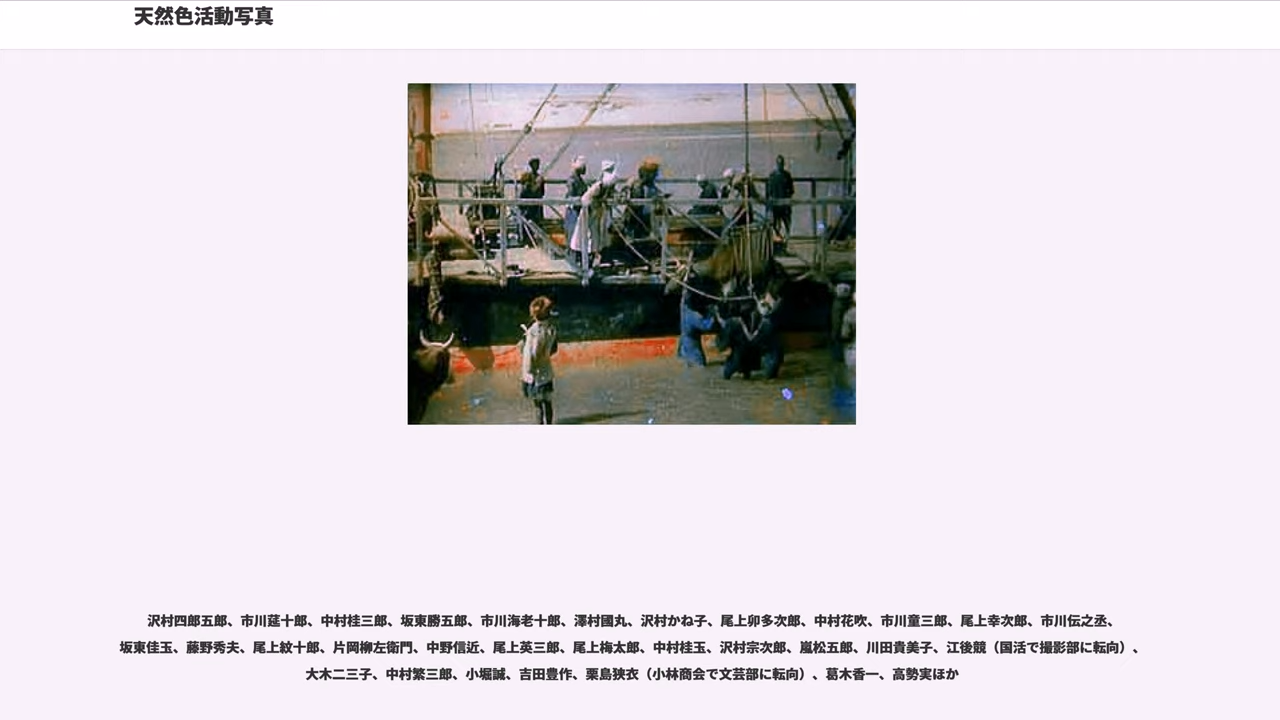 天然色活動写真
沢村四郎五郎、市川莚十郎、中村桂三郎、坂東勝五郎、市川海老十郎、澤村國丸、沢村かね子、尾上卯多次郎、中村花吹、市川童三郎、尾上幸次郎、市川伝之丞、
坂東佳玉、藤野秀夫、尾上紋十郎、片岡柳左衛門、中野信近、尾上英三郎、尾上梅太郎、中村桂玉、沢村宗次郎、嵐松五郎、川田貴美子、江後競（国活で撮影部に転向）、
大木二三子、中村繁三郎、小堀誠、吉田豊作、栗島狭衣（小林商会で文芸部に転向）、葛木香一、高勢実ほか